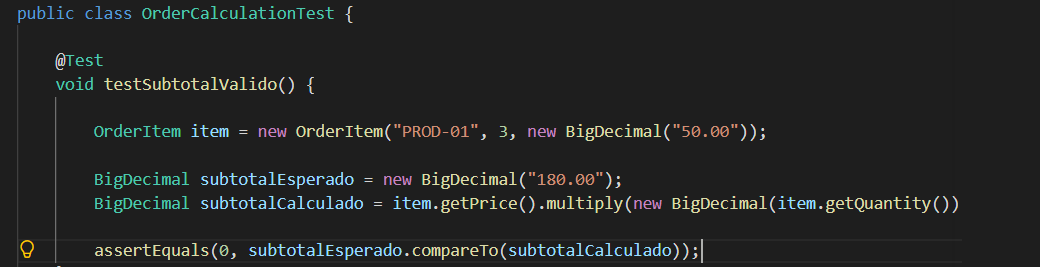 public class OrderCalculationTest {
@Test
void testSubtotalValido() {
OrderItem item = new OrderItem("PROD-01", 3, new BigDecimal("50.00"));
BigDecimal subtotalEsperado = new BigDecimal("180.00");
BigDecimal subtotalCalculado = item.getPrice().multiply(new BigDecimal(item.getQuantity())
assertEquals(0, subtotalEsperado.compareTo(subtotalCalculado));